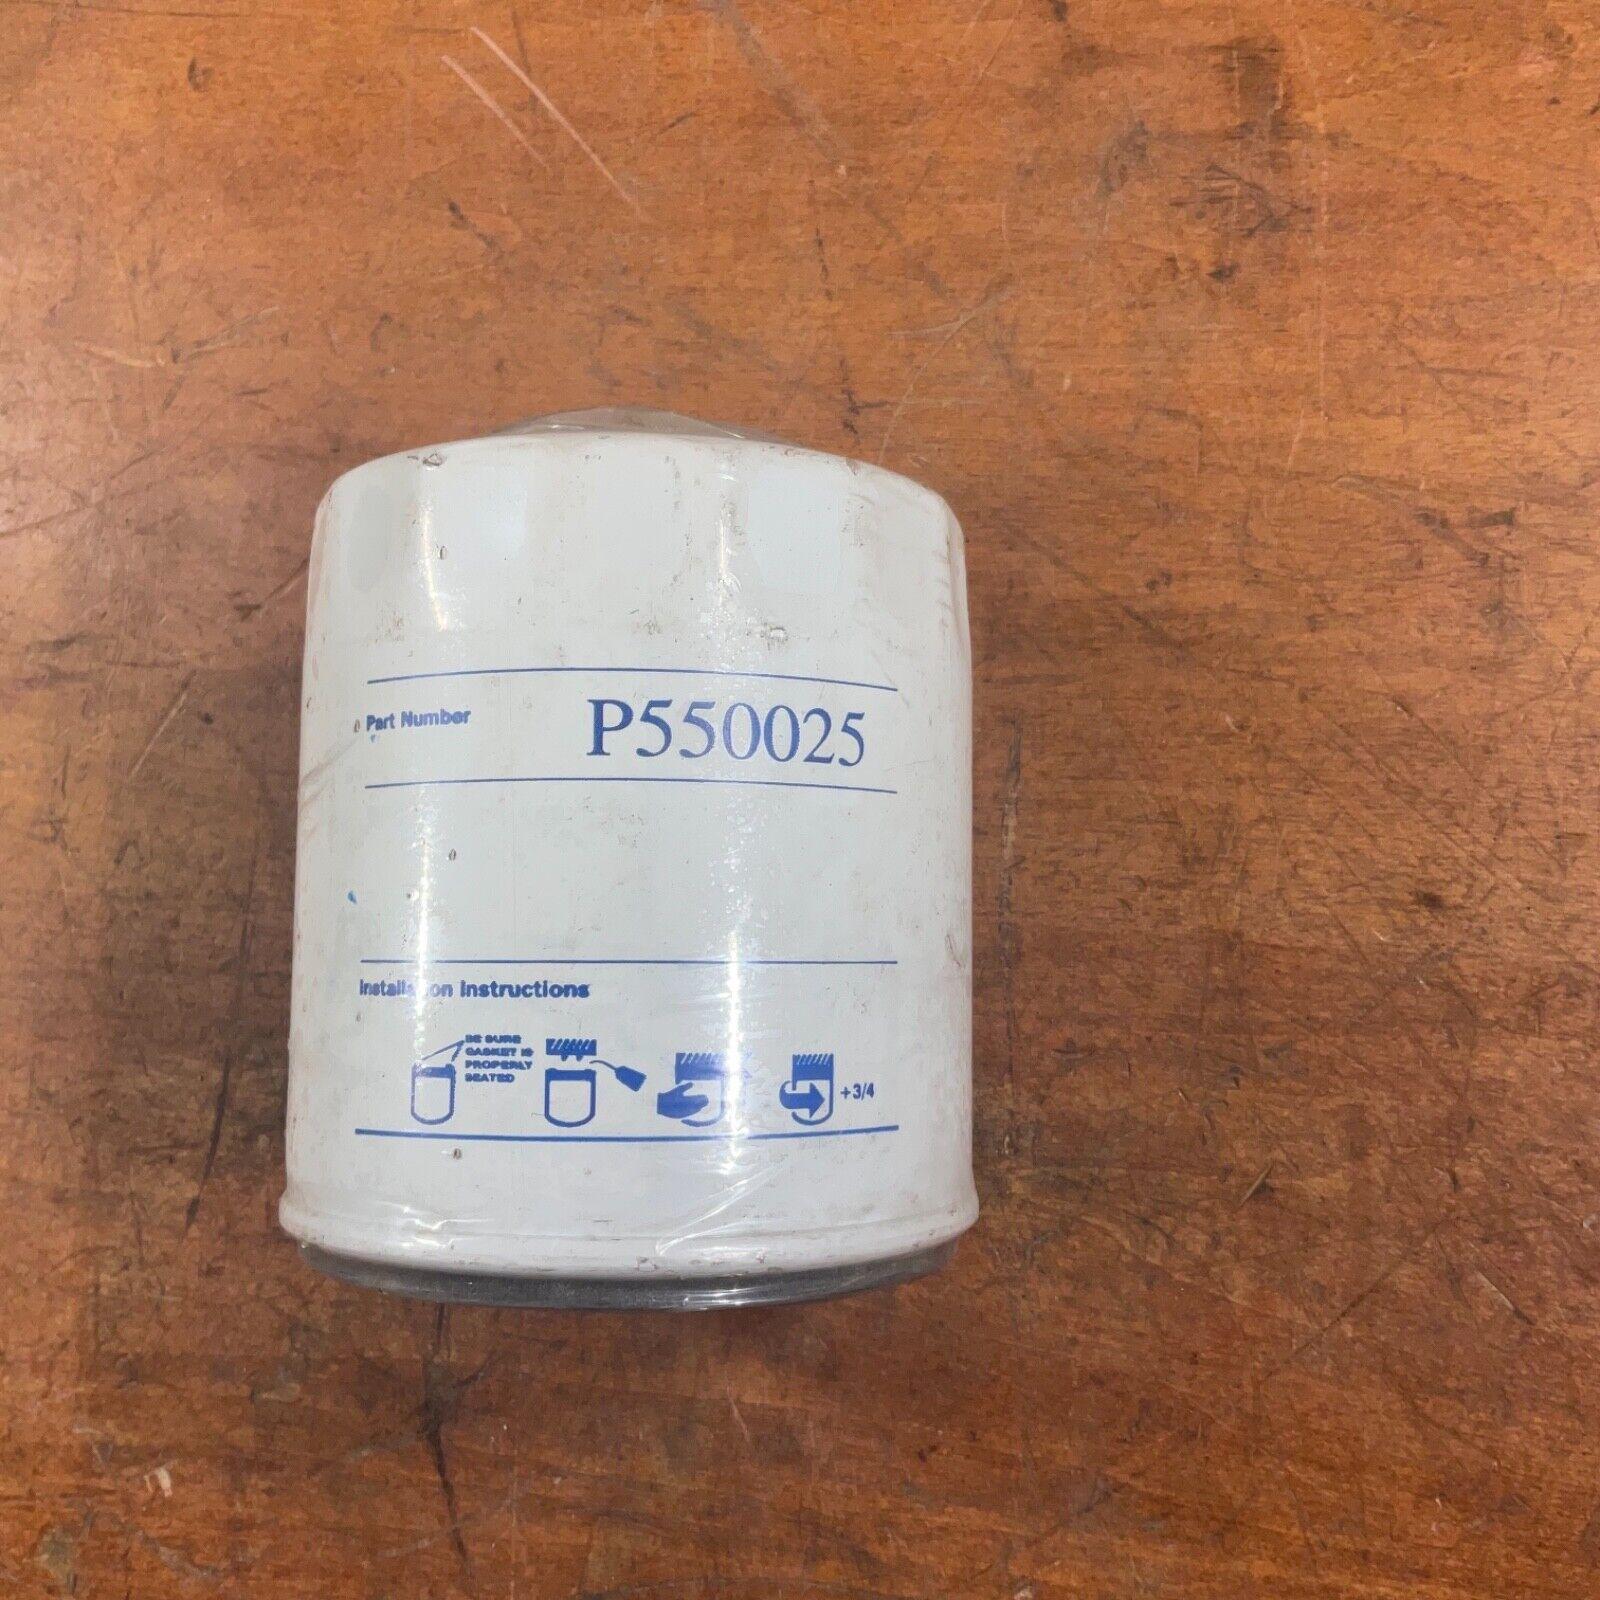 Part Number P550025
Installation Instructions
BE SURE
GASKET IS
PROPERLY
SEATED
+3/4